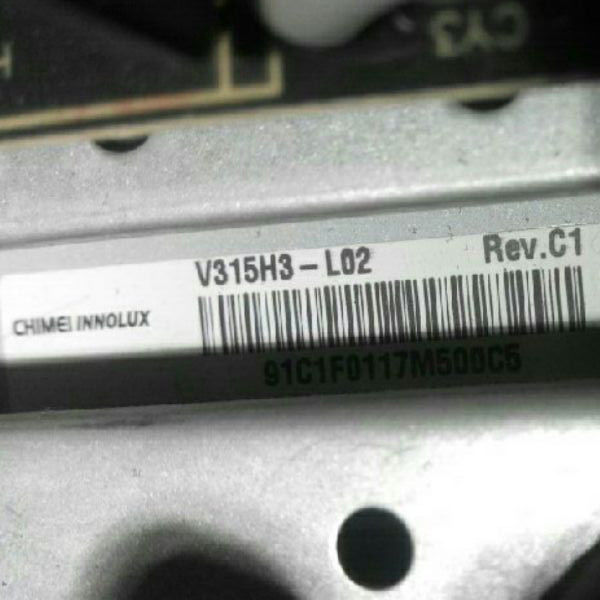 CY3
V315H3-L02 Rev.C1
CHIMEI INNOLUX
91C1F0117M500C5